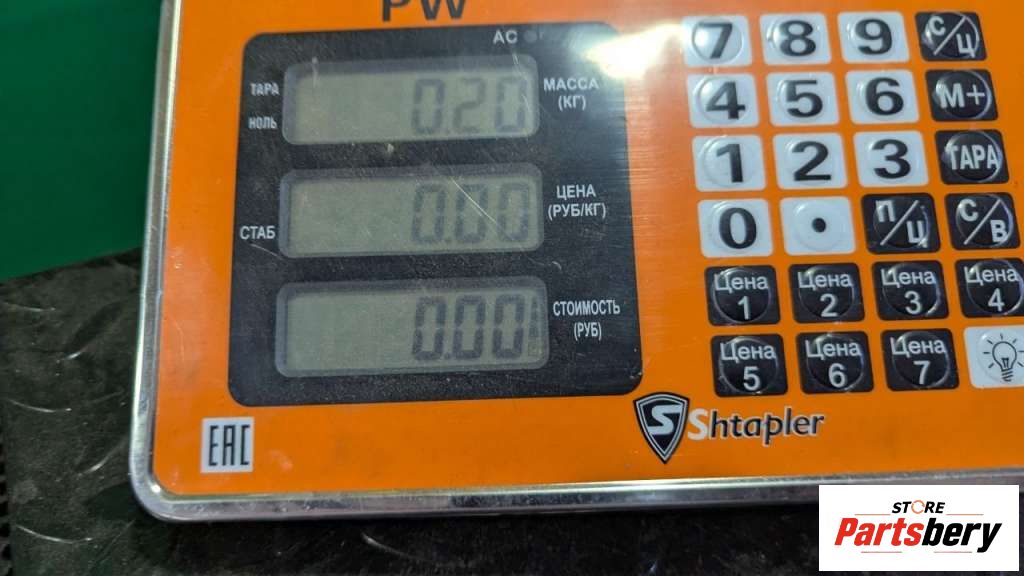 PW
AC
ТАРА
НОЛЬ
0.20
МАССА
(КГ)
СТАБ
0.00
ЦЕНА
(РУБ/КГ)
0.00
СТОИМОСТЬ
(РУБ)
7 8 9 С/Ц
4 5 6 М+
1 2 3 ТАРА
0 . П/Ц С/В
Цена 1 Цена 2 Цена 3 Цена 4
Цена 5 Цена 6 Цена 7
S Shtapler
EAC
STORE
Partsbery